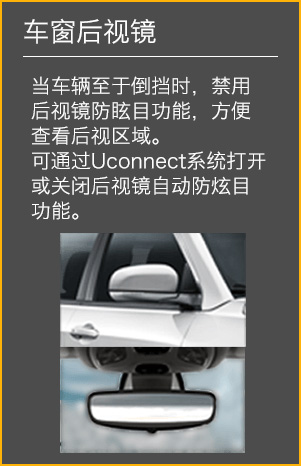 车窗后视镜
当车辆至于倒挡时，禁用
后视镜防眩目功能，方便
查看后视区域。
可通过Uconnect系统打开
或关闭后视镜自动防炫目
功能。